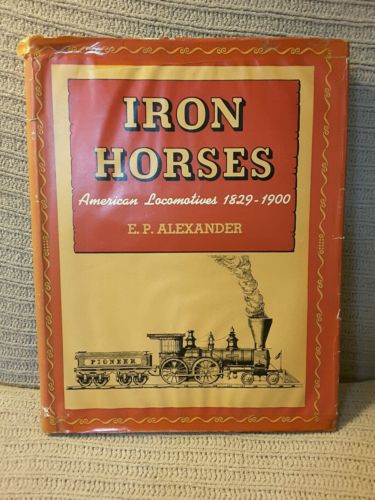 IRON
HORSES
American Locomotives 1829-1900
E. P. ALEXANDER
PIONEER